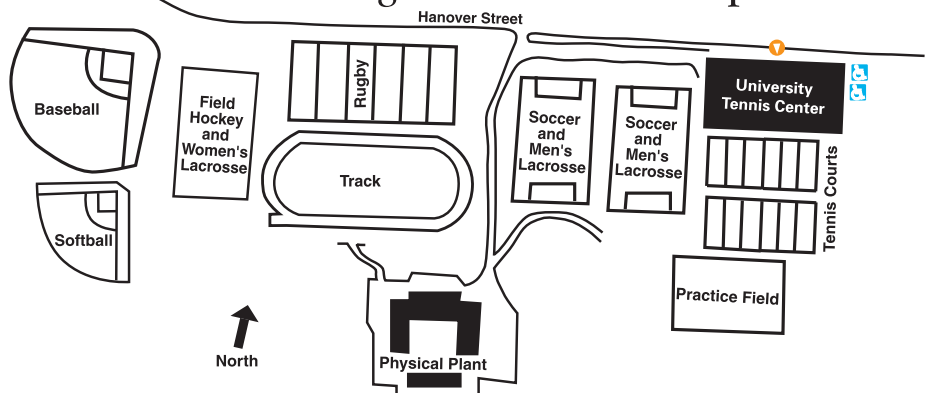 Hanover Street
Baseball
Field
Hockey
and
Women's
Lacrosse
Rugby
Soccer
and
Men's
Lacrosse
Soccer
and
Men's
Lacrosse
University
Tennis Center
Track
Tennis Courts
Softball
Practice Field
North
Physical Plant